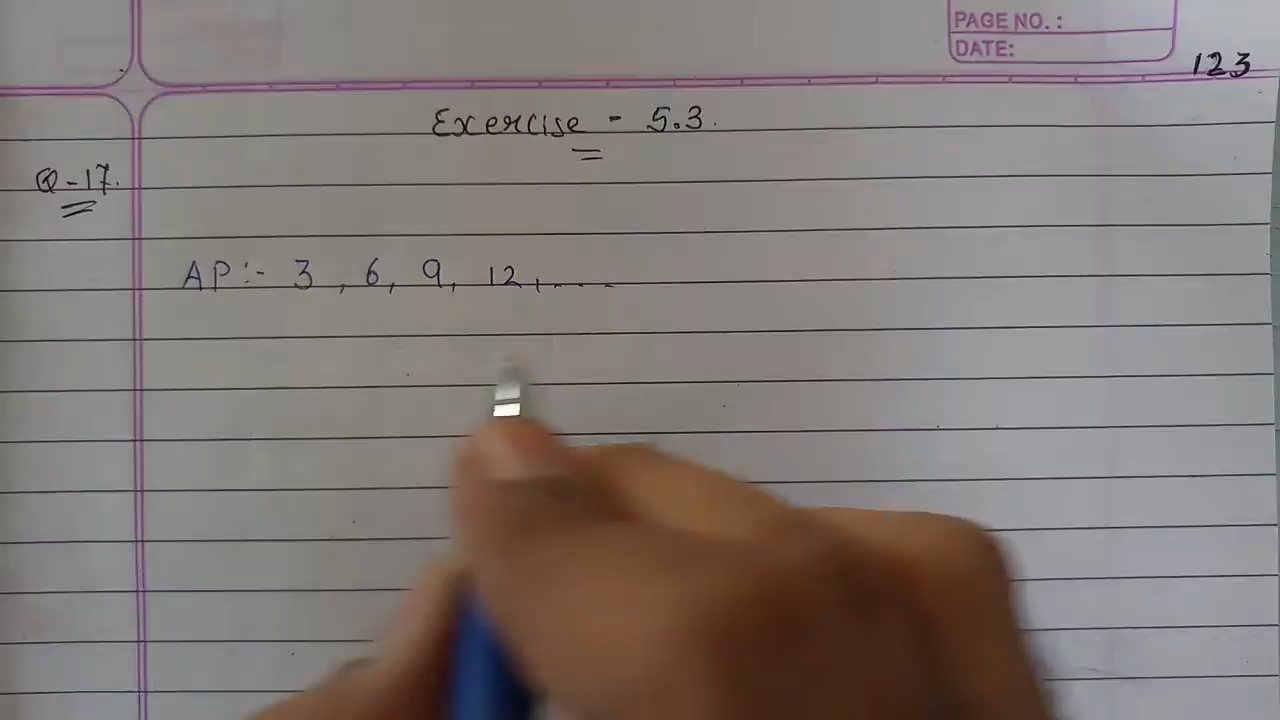 PAGE NO. :
DATE:
123
Exercise - 5.3.
Q-17.
AP:- 3 , 6, 9, 12, ....